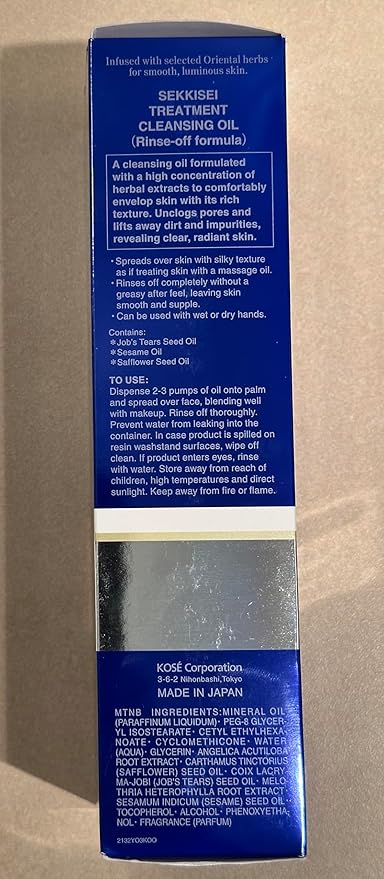 Infused with selected Oriental herbs
for smooth, luminous skin.
SEKKISEI
TREATMENT
CLEANSING OIL
(Rinse-off formula)
A cleansing oil formulated
with a high concentration of
herbal extracts to comfortably
envelop skin with its rich
texture. Unclogs pores and
lifts away dirt and impurities,
revealing clear, radiant skin.
・Spreads over skin with silky texture
as if treating skin with a massage oil.
・Rinses off completely without a
greasy after feel, leaving skin
smooth and supple.
・Can be used with wet or dry hands.
Contains:
※Job's Tears Seed Oil
※Sesame Oil
※Safflower Seed Oil
TO USE:
Dispense 2-3 pumps of oil onto palm
and spread over face, blending well
with makeup. Rinse off thoroughly.
Prevent water from leaking into the
container. In case product is spilled on
resin washstand surfaces, wipe off
clean. If product enters eyes, rinse
with water. Store away from reach of
children, high temperatures and direct
sunlight. Keep away from fire or flame.
KOSÉ Corporation
3-6-2 Nihonbashi,Tokyo
MADE IN JAPAN
MTNB INGREDIENTS:MINERAL OIL
(PARAFFINUM LIQUIDUM)・PEG-8 GLYCER-
YL ISOSTEARATE・CETYL ETHYLHEXA-
NOATE・CYCLOMETHICONE・WATER
(AQUA)・GLYCERIN・ANGELICA ACUTILOBA
ROOT EXTRACT・CARTHAMUS TINCTORIUS
(SAFFLOWER) SEED OIL・COIX LACRY-
MA-JOBI (JOB'S TEARS) SEED OIL・MELO-
THRIA HETEROPHYLLA ROOT EXTRACT・
SESAMUM INDICUM (SESAME) SEED OIL・
TOCOPHEROL・ALCOHOL・PHENOXYETHA-
NOL・FRAGRANCE (PARFUM)
2132YO3KOO